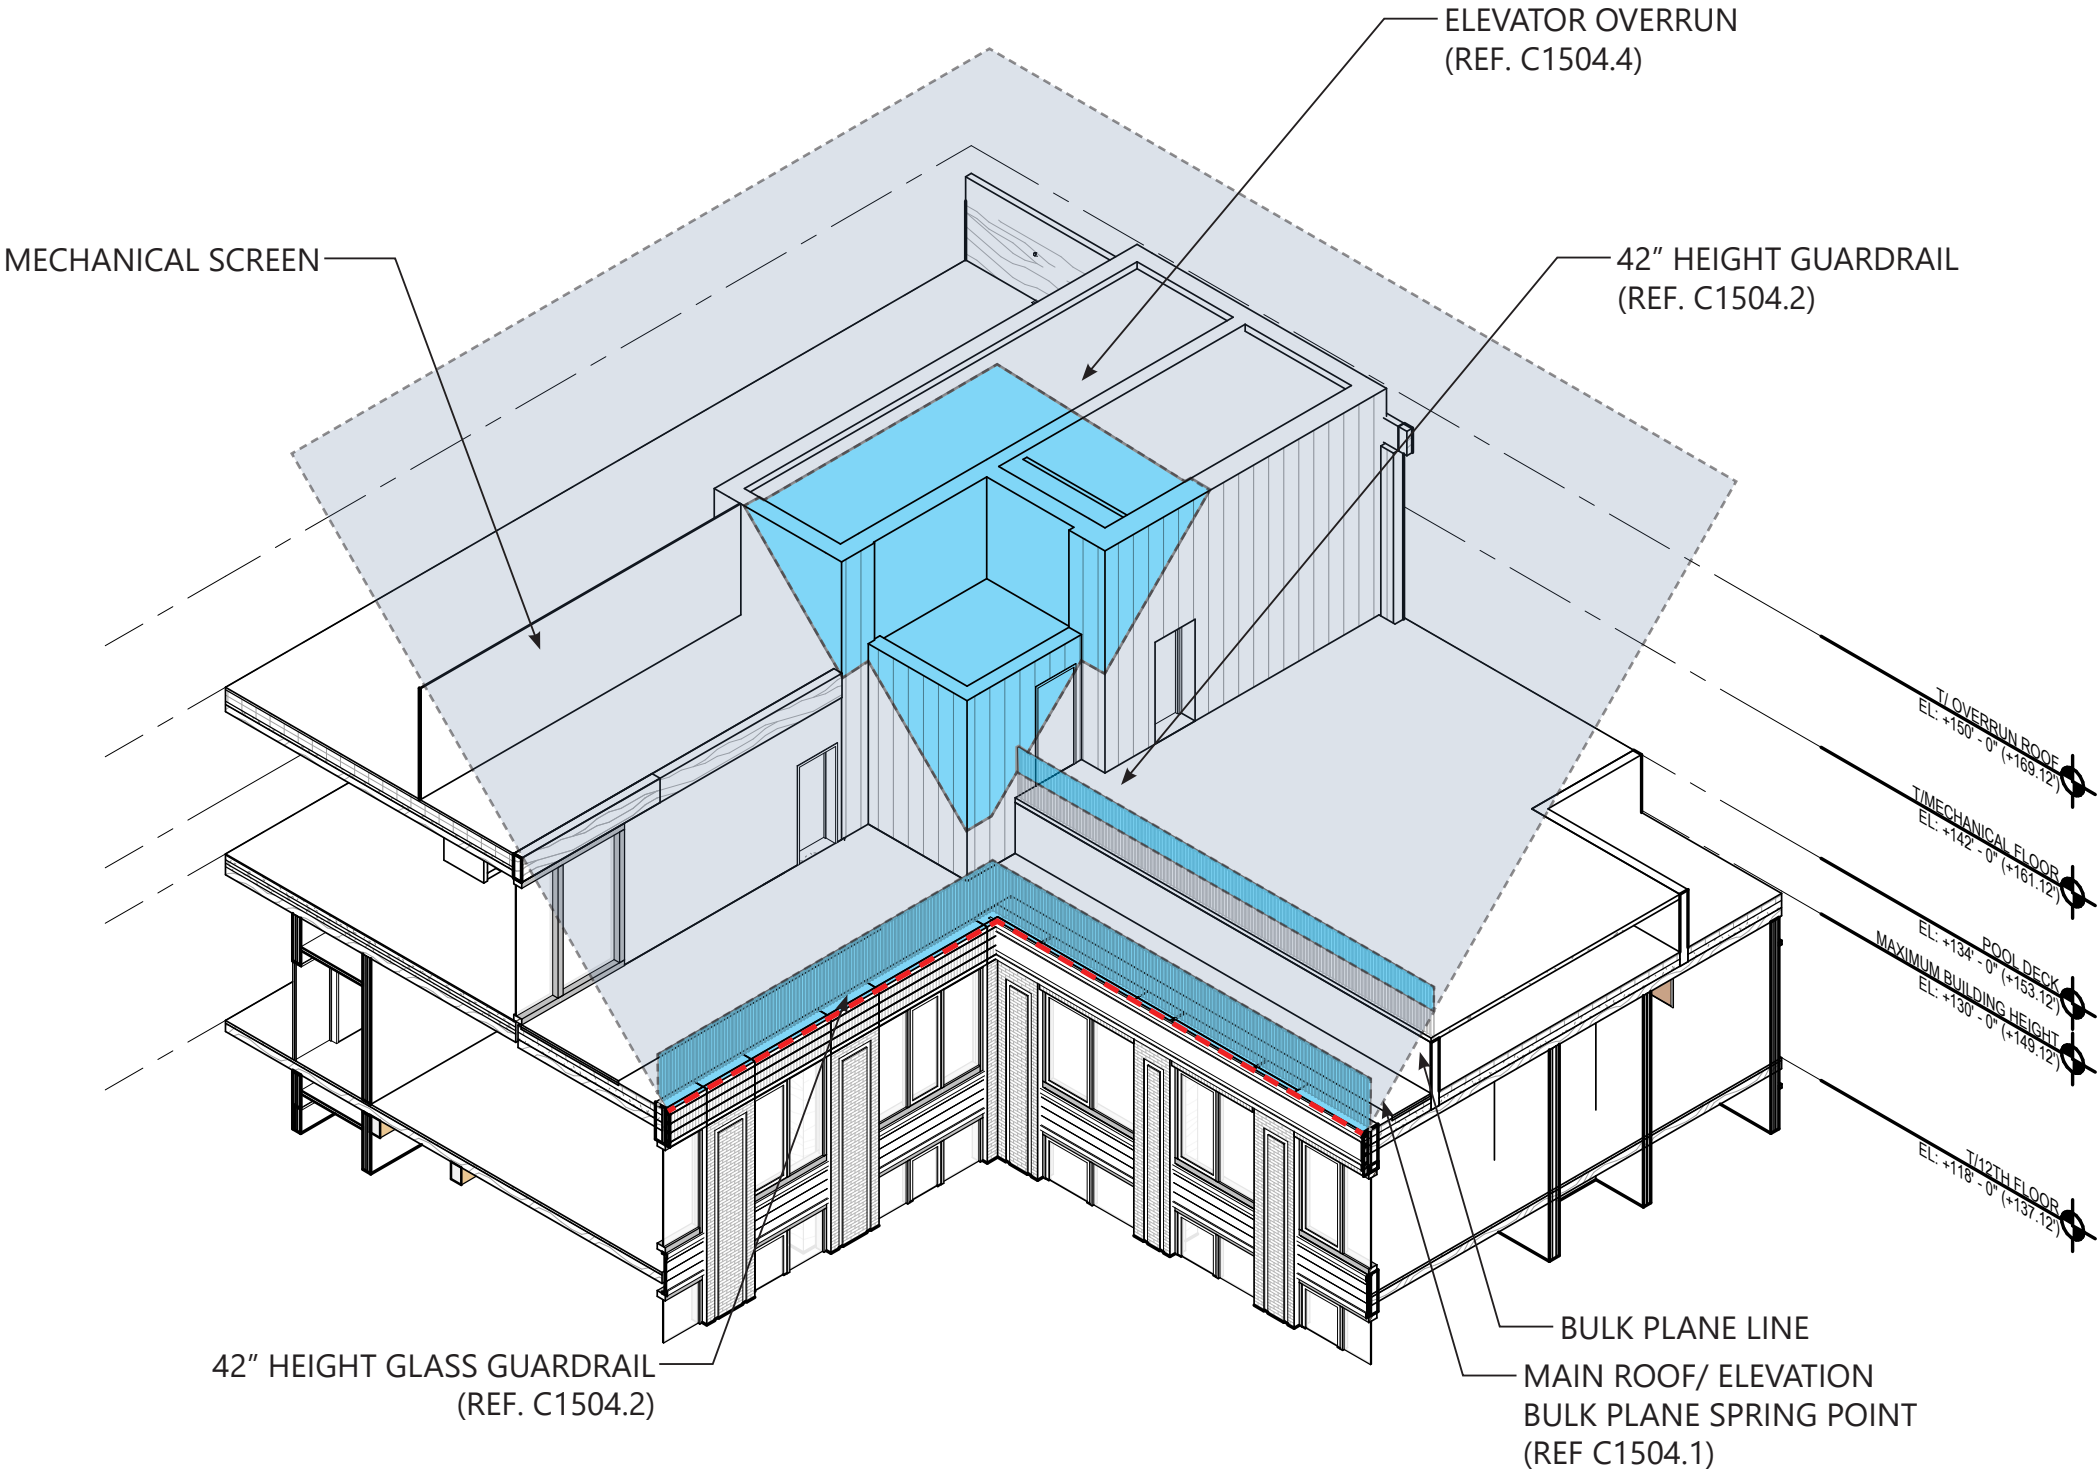 ELEVATOR OVERRUN
(REF. C1504.4)
MECHANICAL SCREEN
42” HEIGHT GUARDRAIL
(REF. C1504.2)
T/ OVERRUN ROOF
EL: +150' - 0" (+169.12')
T/MECHANICAL FLOOR
EL: +142' - 0" (+161.12')
POOL DECK
EL: +134' - 0" (+153.12')
MAXIMUM BUILDING HEIGHT
EL: +130' - 0" (+149.12')
T/12TH FLOOR
EL: +118' - 0" (+137.12')
BULK PLANE LINE
42” HEIGHT GLASS GUARDRAIL
(REF. C1504.2)
MAIN ROOF/ ELEVATION
BULK PLANE SPRING POINT
(REF C1504.1)